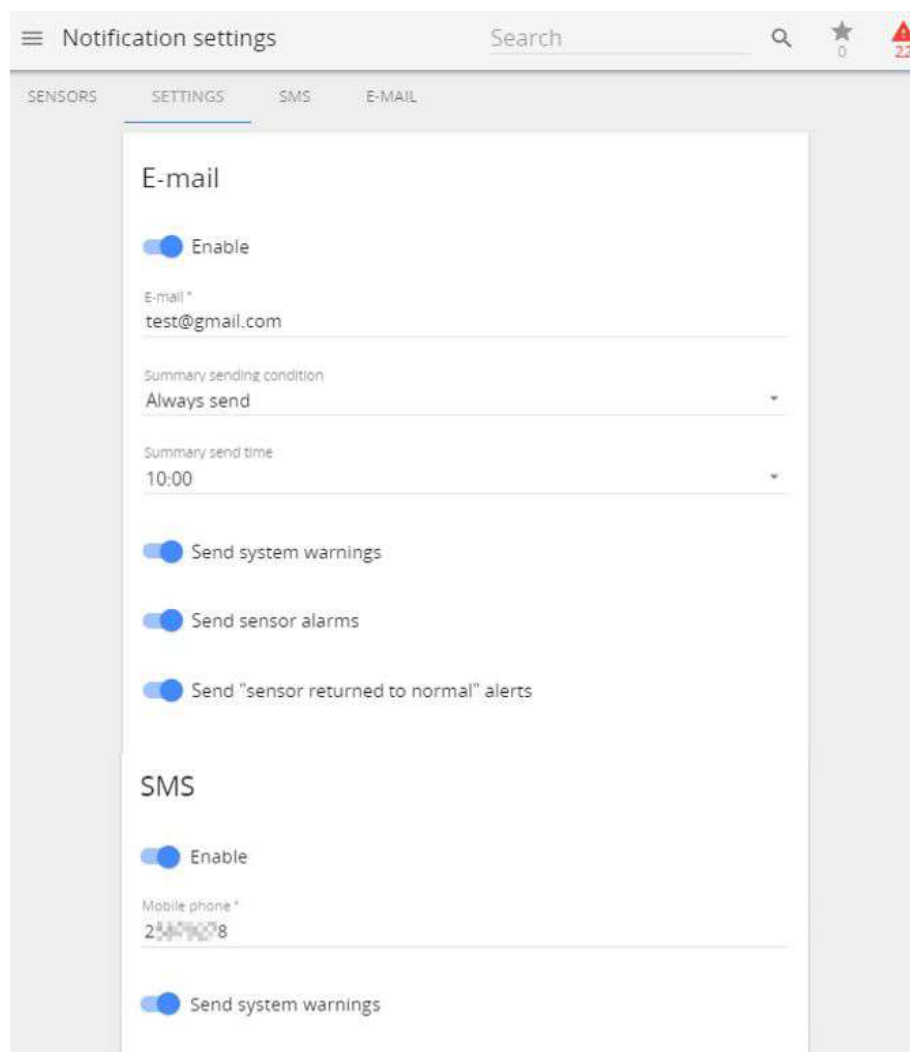 Notification settings
Search
0
22
SENSORS SETTINGS SMS E-MAIL
E-mail
Enable
E-mail *
test@gmail.com
Summary sending condition
Always send
Summary send time
10:00
Send system warnings
Send sensor alarms
Send "sensor returned to normal" alerts
SMS
Enable
Mobile phone *
Send system warnings